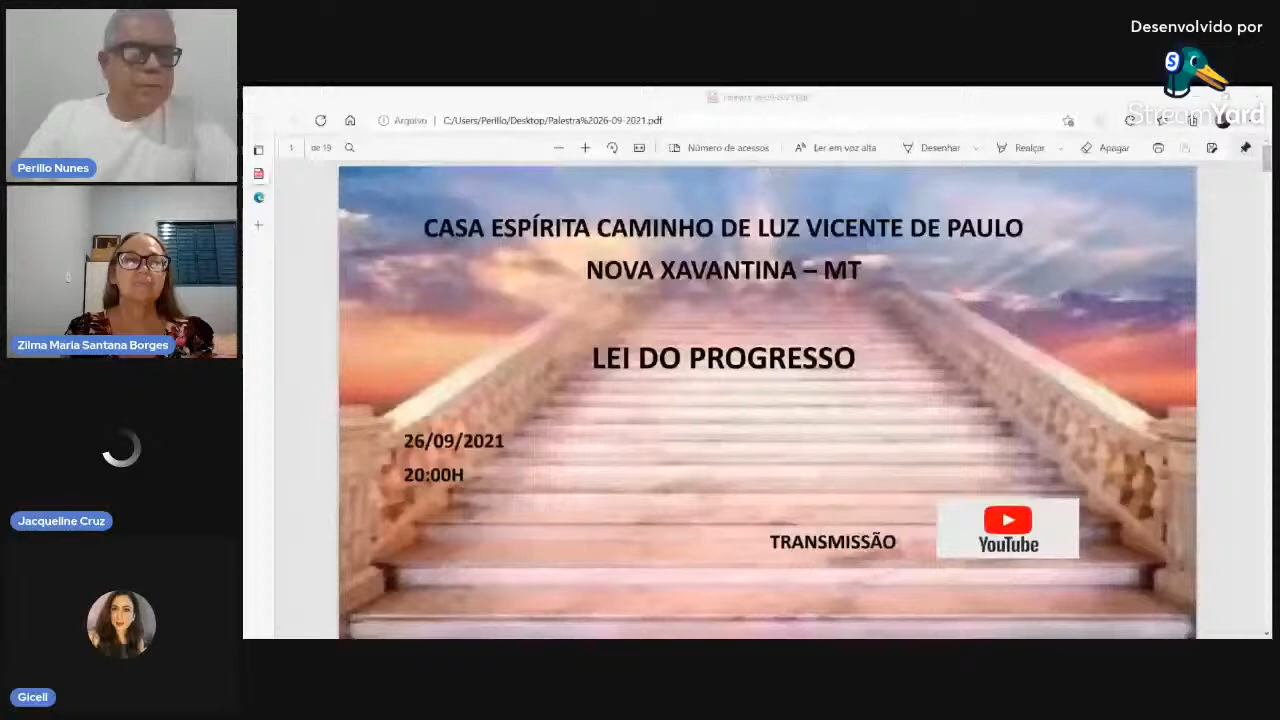 Desenvolvido por
StreamYard
Perillo Nunes
Zilma Maria Santana Borges
Jacqueline Cruz
Giceli
Arquivo | C:/Users/Perillo/Desktop/Palestra%2026-09-2021.pdf
1 de 19
Número de acessos
Ler em voz alta
Desenhar
Realçar
Apagar
CASA ESPÍRITA CAMINHO DE LUZ VICENTE DE PAULO
NOVA XAVANTINA – MT
LEI DO PROGRESSO
26/09/2021
20:00H
TRANSMISSÃO
YouTube